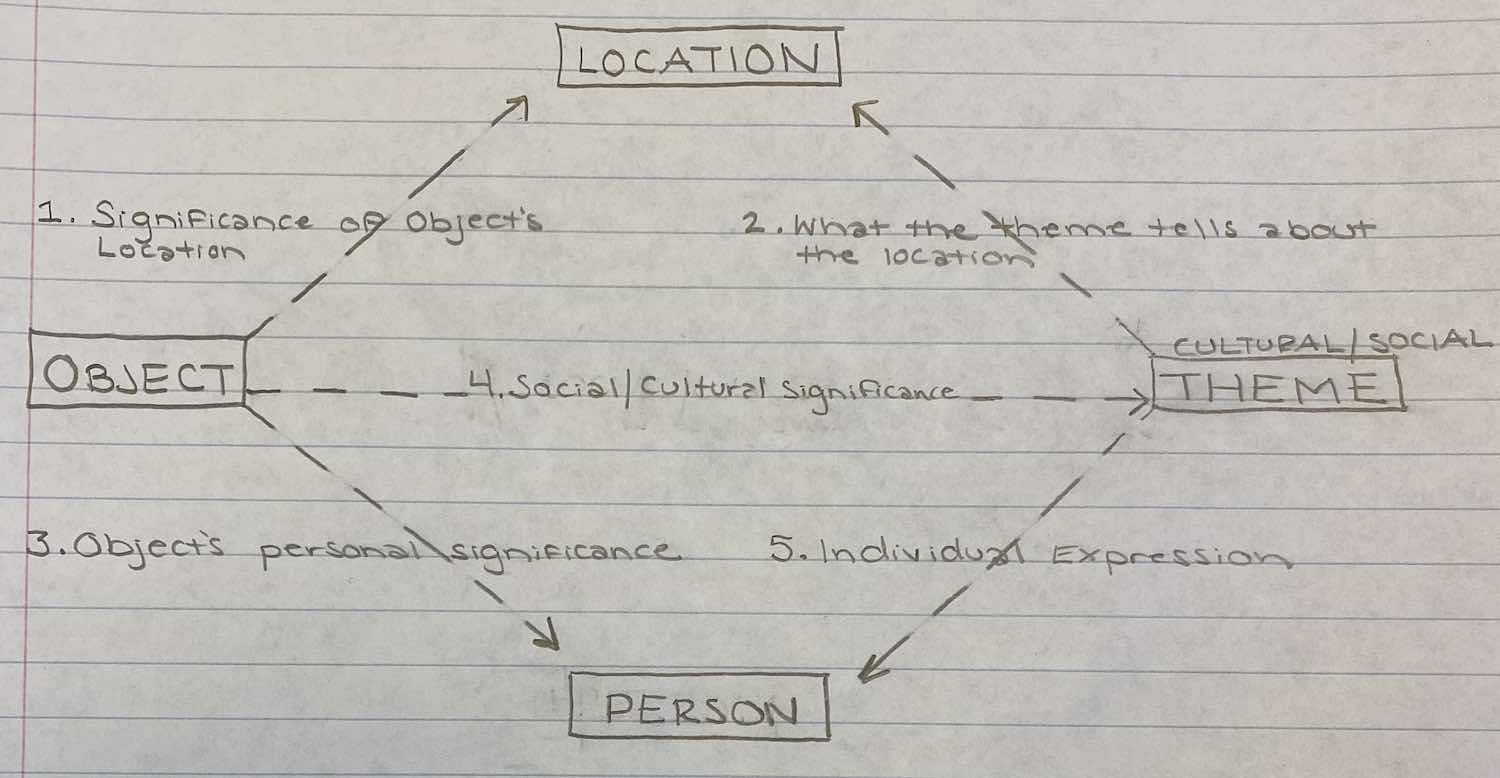 LOCATION
1. Significance of Object's
Location
2. What the theme tells about
the location
CULTURAL/SOCIAL
OBJECT
4. Social/Cultural Significance
THEME
3. Object's personal significance
5. Individual Expression
PERSON